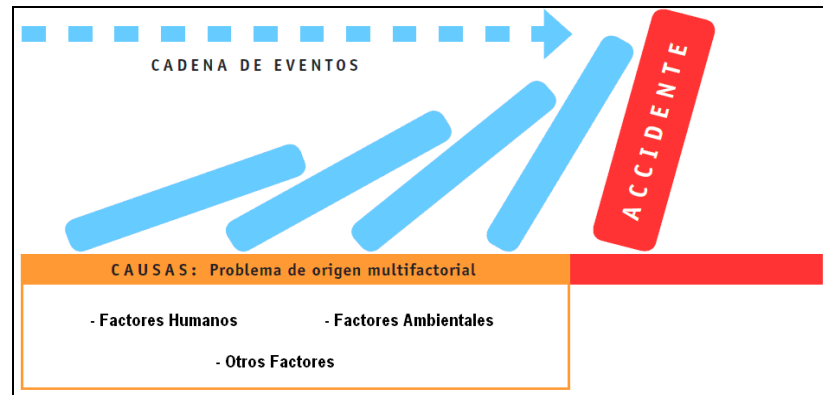 CADENA DE EVENTOS
ACCIDENTE
CAUSAS: Problema de origen multifactorial
- Factores Humanos - Factores Ambientales
- Otros Factores